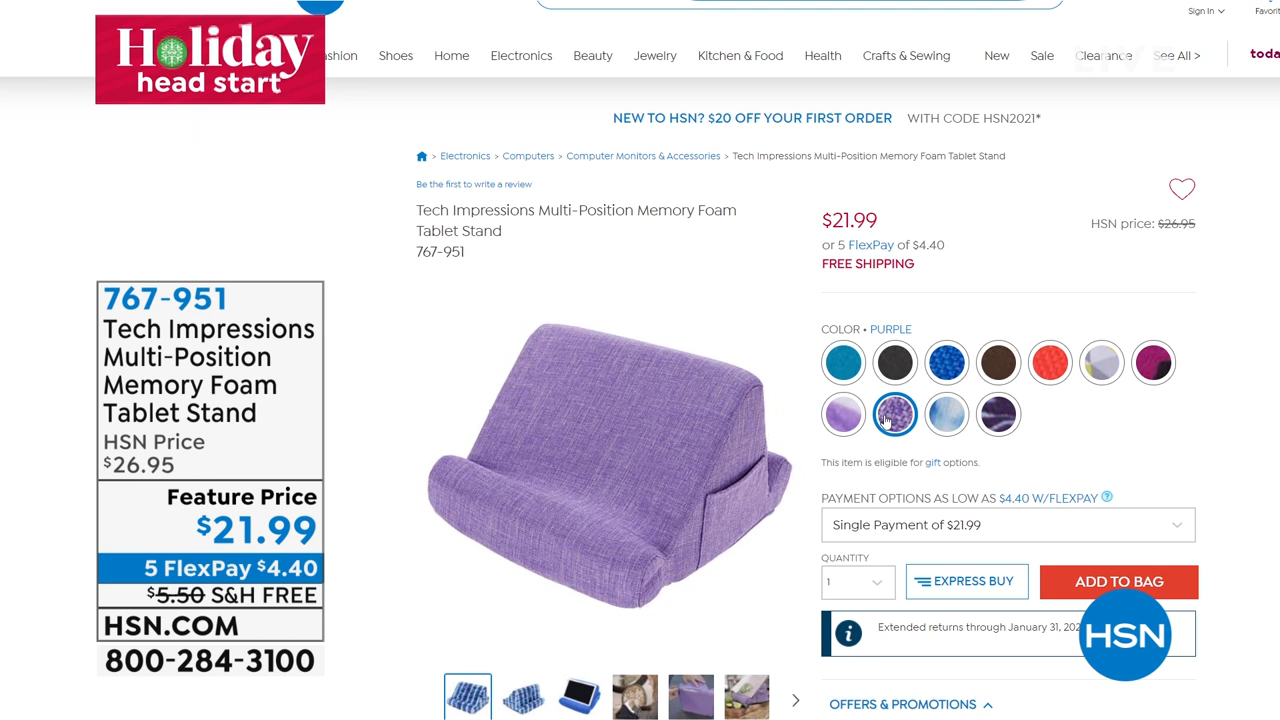 Holiday
head start
Shoes
Home
Electronics
Beauty
Jewelry
Kitchen & Food
Health
Crafts & Sewing
New
Sale
Clearance
See All >
Sign In
NEW TO HSN? $20 OFF YOUR FIRST ORDER WITH CODE HSN2021*
Electronics > Computers > Computer Monitors & Accessories > Tech Impressions Multi-Position Memory Foam Tablet Stand
Be the first to write a review
Tech Impressions Multi-Position Memory Foam
Tablet Stand
767-951
$21.99
HSN price: $26.95
or 5 FlexPay of $4.40
FREE SHIPPING
COLOR • PURPLE
This item is eligible for gift options.
PAYMENT OPTIONS AS LOW AS $4.40 W/FLEXPAY ?
Single Payment of $21.99
QUANTITY
1
EXPRESS BUY
ADD TO BAG
Extended returns through January 31,
HSN
OFFERS & PROMOTIONS
767-951
Tech Impressions
Multi-Position
Memory Foam
Tablet Stand
HSN Price
$26.95
Feature Price
$21.99
5 FlexPay $4.40
$5.50 S&H FREE
HSN.COM
800-284-3100